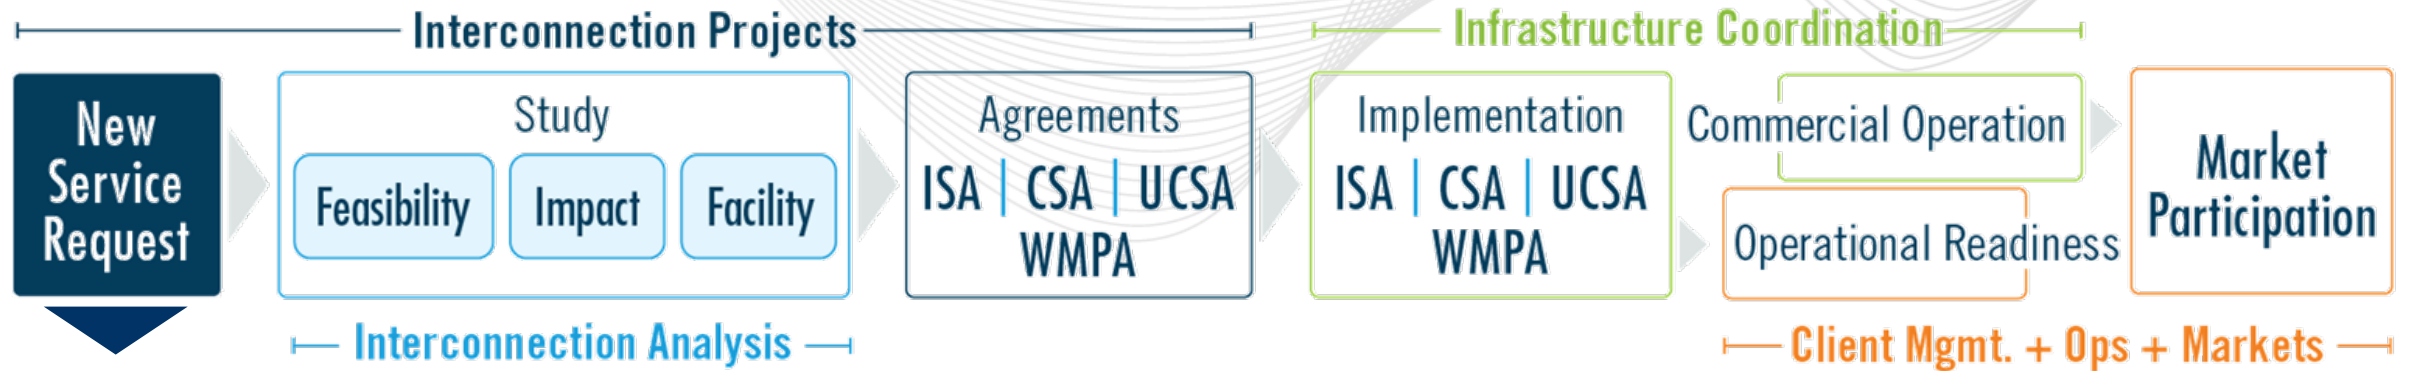 Interconnection Projects
Infrastructure Coordination
New
Service
Request
Study
Feasibility
Impact
Facility
Agreements
ISA | CSA | UCSA
WMPA
Implementation
ISA | CSA | UCSA
WMPA
Commercial Operation
Operational Readiness
Market
Participation
Interconnection Analysis
Client Mgmt. + Ops + Markets